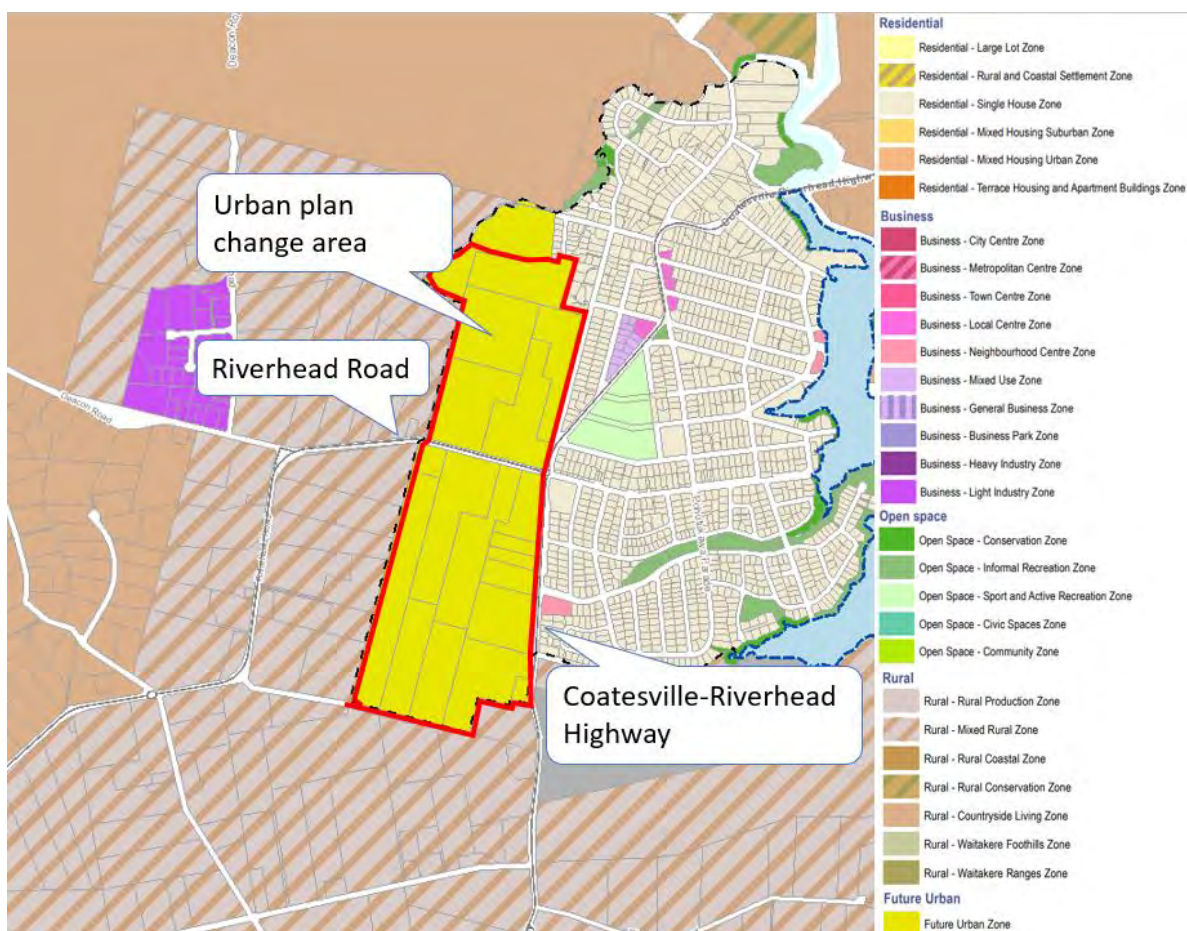 Deacon Road
Coatesville Riverhead Highway
Urban plan
change area
Riverhead Road
Deacon Road
Coatesville-Riverhead
Highway
Residential
Residential - Large Lot Zone
Residential - Rural and Coastal Settlement Zone
Residential - Single House Zone
Residential - Mixed Housing Suburban Zone
Residential - Mixed Housing Urban Zone
Residential - Terrace Housing and Apartment Buildings Zone
Business
Business - City Centre Zone
Business - Metropolitan Centre Zone
Business - Town Centre Zone
Business - Local Centre Zone
Business - Neighbourhood Centre Zone
Business - Mixed Use Zone
Business - General Business Zone
Business - Business Park Zone
Business - Heavy Industry Zone
Business - Light Industry Zone
Open space
Open Space - Conservation Zone
Open Space - Informal Recreation Zone
Open Space - Sport and Active Recreation Zone
Open Space - Civic Spaces Zone
Open Space - Community Zone
Rural
Rural - Rural Production Zone
Rural - Mixed Rural Zone
Rural - Rural Coastal Zone
Rural - Rural Conservation Zone
Rural - Countryside Living Zone
Rural - Waitakere Foothills Zone
Rural - Waitakere Ranges Zone
Future Urban
Future Urban Zone